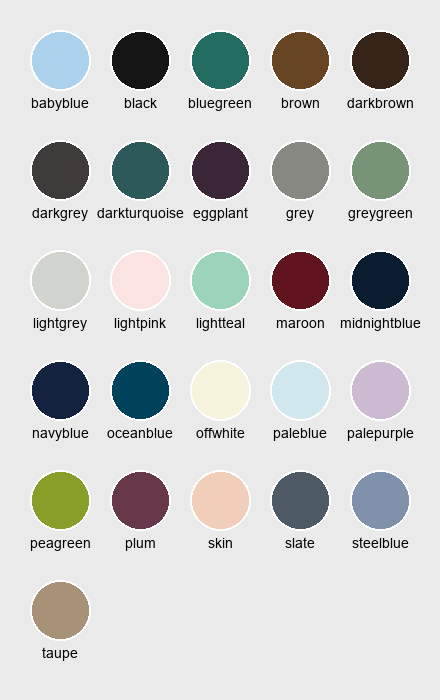 babyblue black bluegreen brown darkbrown
darkgrey darkturquoise eggplant grey greygreen
lightgrey lightpink lightteal maroon midnightblue
navyblue oceanblue offwhite paleblue palepurple
peagreen plum skin slate steelblue
taupe